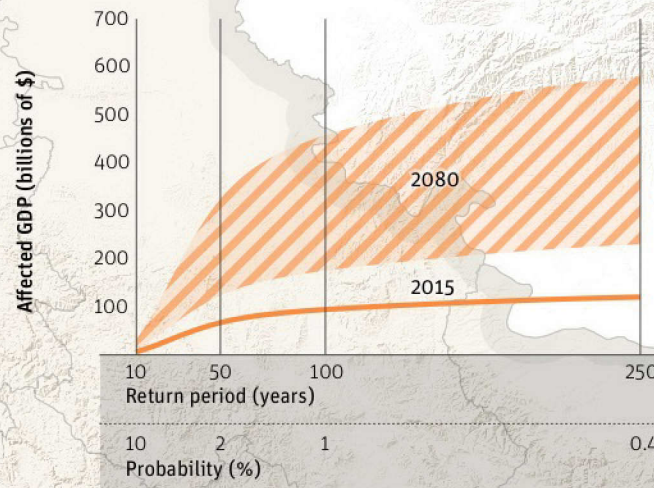 Affected GDP (billions of $)
700
600
500
400
300
200
100
2080
2015
10 50 100 250
Return period (years)
10 2 1 0.4
Probability (%)